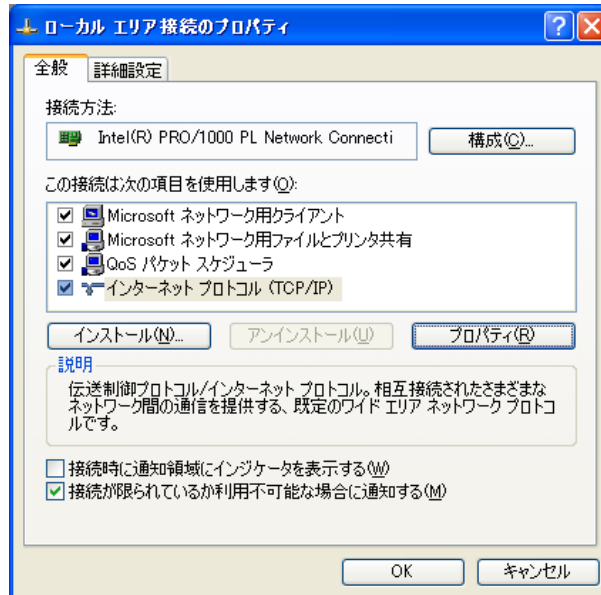 ローカル エリア接続のプロパティ
全般 詳細設定
接続方法:
Intel(R) PRO/1000 PL Network Connecti
構成(C)...
この接続は次の項目を使用します(O):
Microsoft ネットワーク用クライアント
Microsoft ネットワーク用ファイルとプリンタ共有
QoS パケット スケジューラ
インターネット プロトコル (TCP/IP)
インストール(N)... アンインストール(U) プロパティ(R)
説明
伝送制御プロトコル/インターネット プロトコル。相互接続されたさまざまな
ネットワーク間の通信を提供する、既定のワイド エリア ネットワーク プロトコ
ルです。
接続時に通知領域にインジケータを表示する(W)
接続が限られているか利用不可能な場合に通知する(M)
OK キャンセル